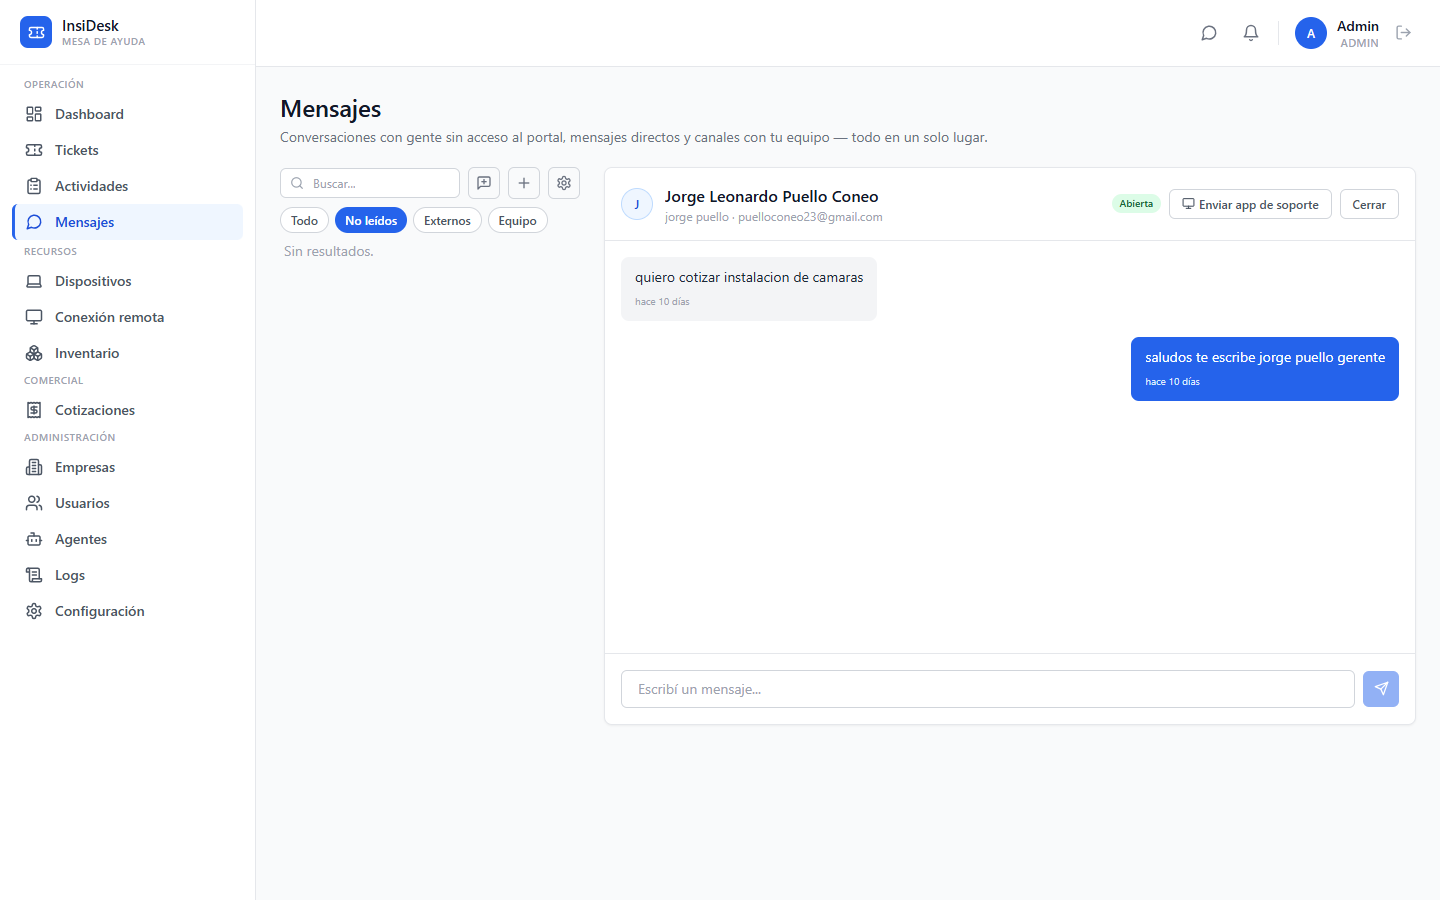 InsiDesk
MESA DE AYUDA
A
Admin
ADMIN
OPERACIÓN
Dashboard
Tickets
Actividades
Mensajes
RECURSOS
Dispositivos
Conexión remota
Inventario
COMERCIAL
Cotizaciones
ADMINISTRACIÓN
Empresas
Usuarios
Agentes
Logs
Configuración
Mensajes
Conversaciones con gente sin acceso al portal, mensajes directos y canales con tu equipo — todo en un solo lugar.
Buscar...
Todo No leídos Externos Equipo
Sin resultados.
J
Jorge Leonardo Puello Coneo
jorge puello · puelloconeo23@gmail.com
Abierta Enviar app de soporte Cerrar
quiero cotizar instalacion de camaras
hace 10 días
saludos te escribe jorge puello gerente
hace 10 días
Escribí un mensaje...